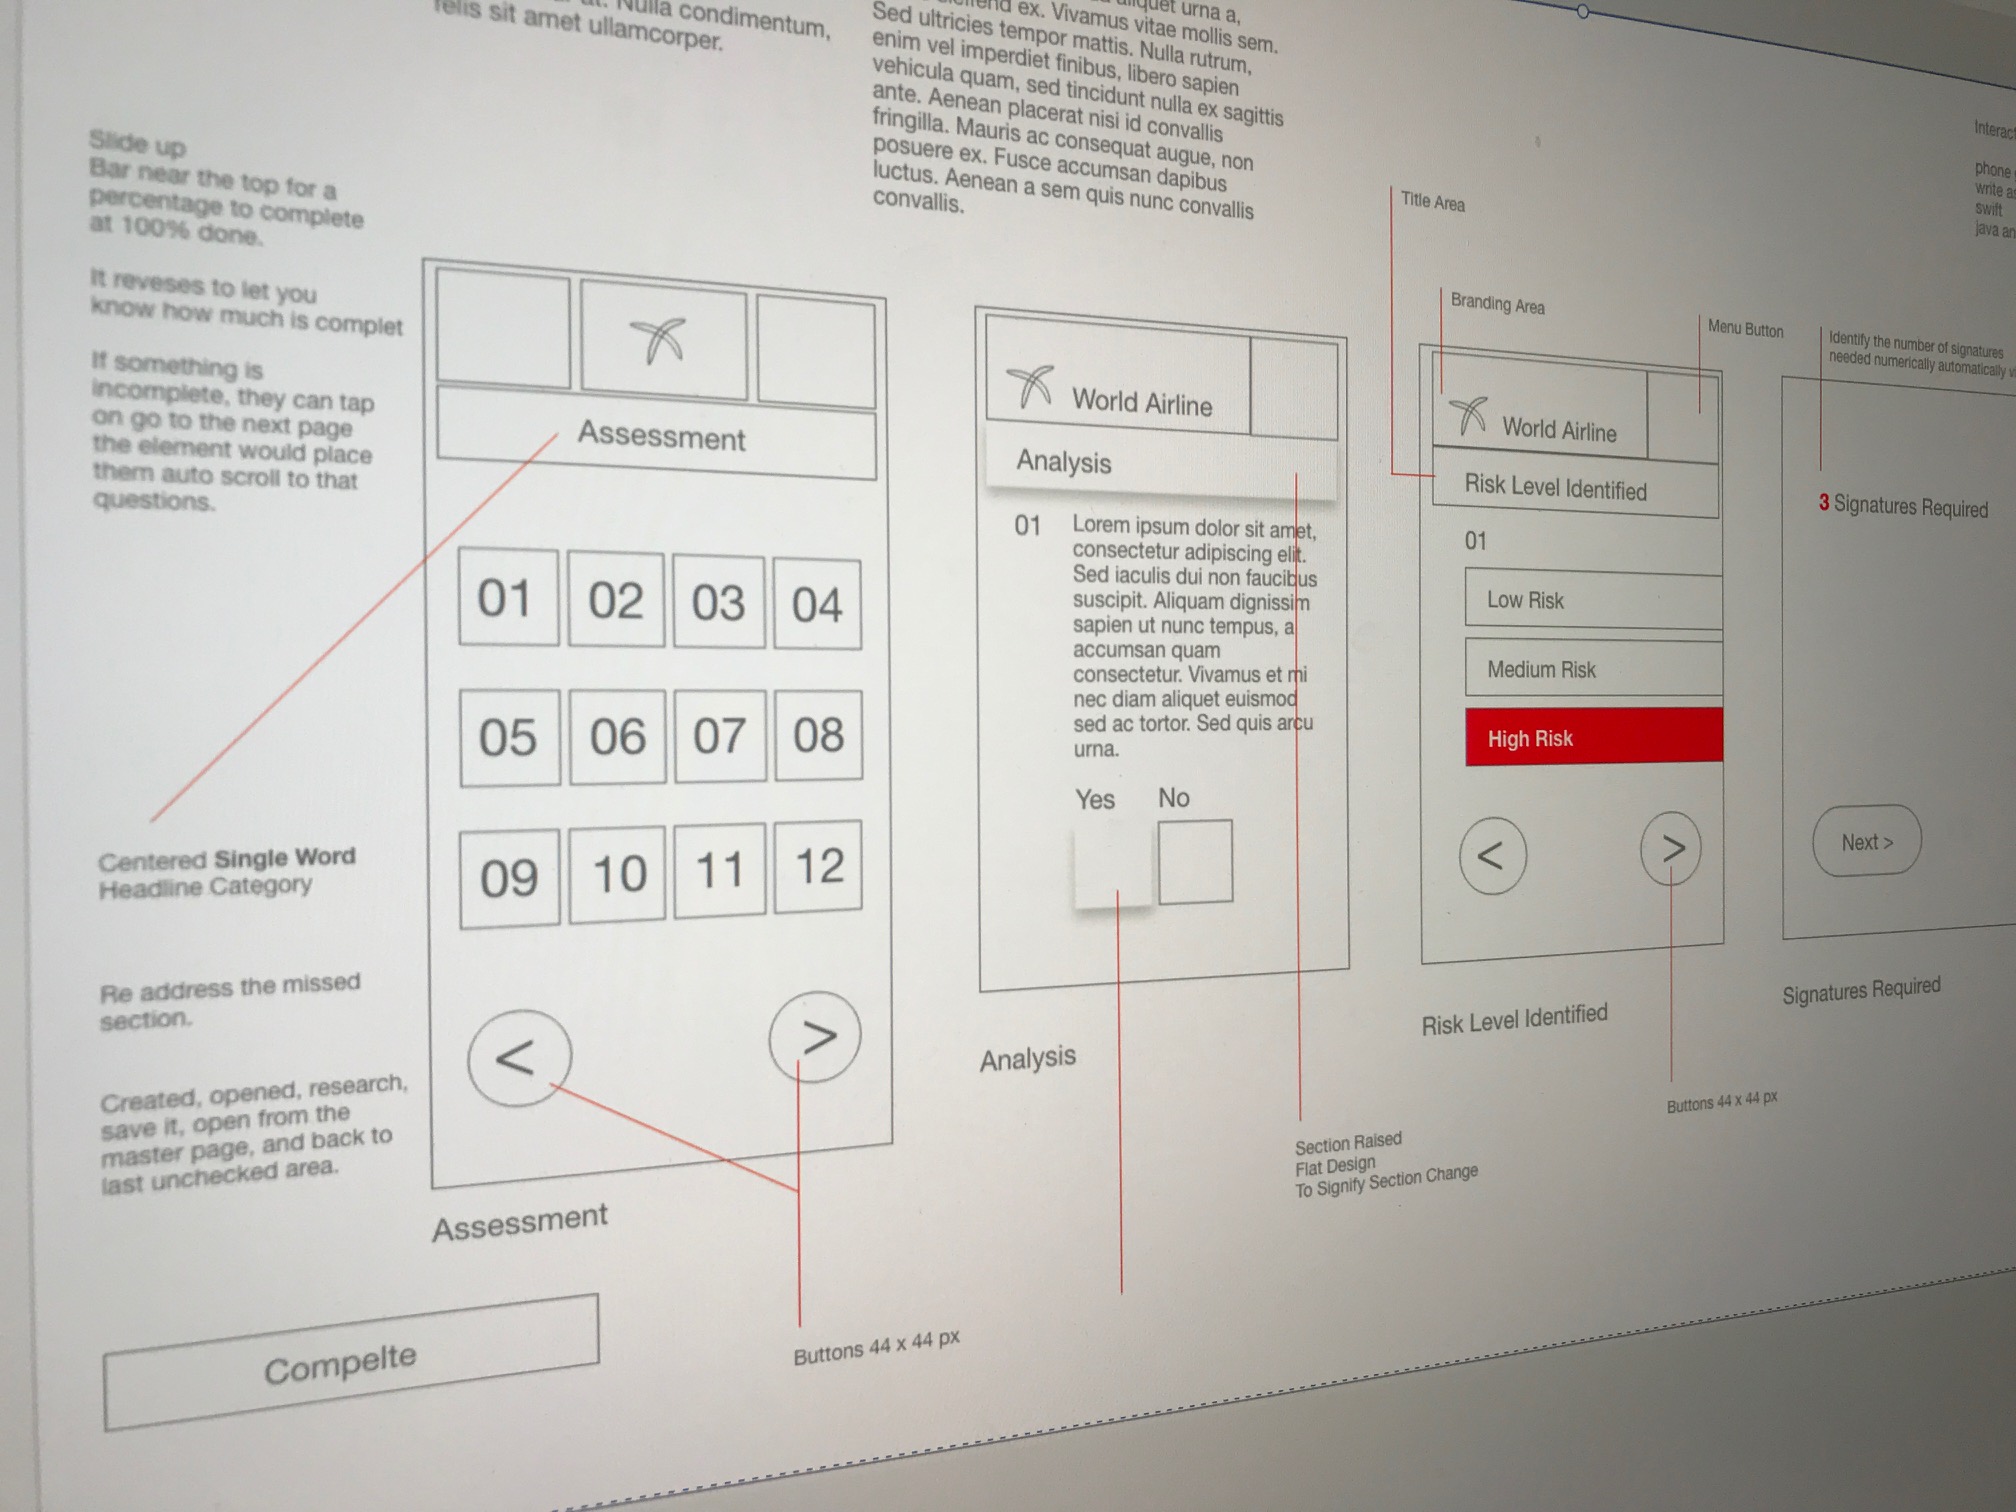 Nulla condimentum,
felis sit amet ullamcorper.
urna a,
ex. Vivamus vitae mollis sem.
Sed ultricies tempor mattis. Nulla rutrum,
enim vel imperdiet finibus, libero sapien
vehicula quam, sed tincidunt nulla ex sagittis
ante. Aenean placerat nisi id convallis
fringilla. Mauris ac consequat augue, non
posuere ex. Fusce accumsan dapibus
luctus. Aenean a sem quis nunc convallis
convallis.
Slide up
Bar near the top for a
percentage to complete
at 100% done.
It reveses to let you
know how much is complet
If something is
incomplete, they can tap
on go to the next page
the element would place
them auto scroll to that
questions.
Centered Single Word
Headline Category
Re address the missed
section.
Created, opened, research,
save it, open from the
master page, and back to
last unchecked area.
Compelte
Assessment
01 02 03 04
05 06 07 08
09 10 11 12
< >
Assessment
Buttons 44 x 44 px
World Airline
Analysis
01
Lorem ipsum dolor sit amet,
consectetur adipiscing elit.
Sed iaculis dui non faucibus
suscipit. Aliquam dignissim
sapien ut nunc tempus, a
accumsan quam
consectetur. Vivamus et mi
nec diam aliquet euismod
sed ac tortor. Sed quis arcu
urna.
Yes No
Analysis
Section Raised
Flat Design
To Signify Section Change
Title Area
Branding Area
Menu Button
World Airline
Risk Level Identified
01
Low Risk
Medium Risk
High Risk
< >
Risk Level Identified
Buttons 44 x 44 px
Identify the number of signatures
needed numerically automatically
3 Signatures Required
Next >
Signatures Required
phone
write
swift
java